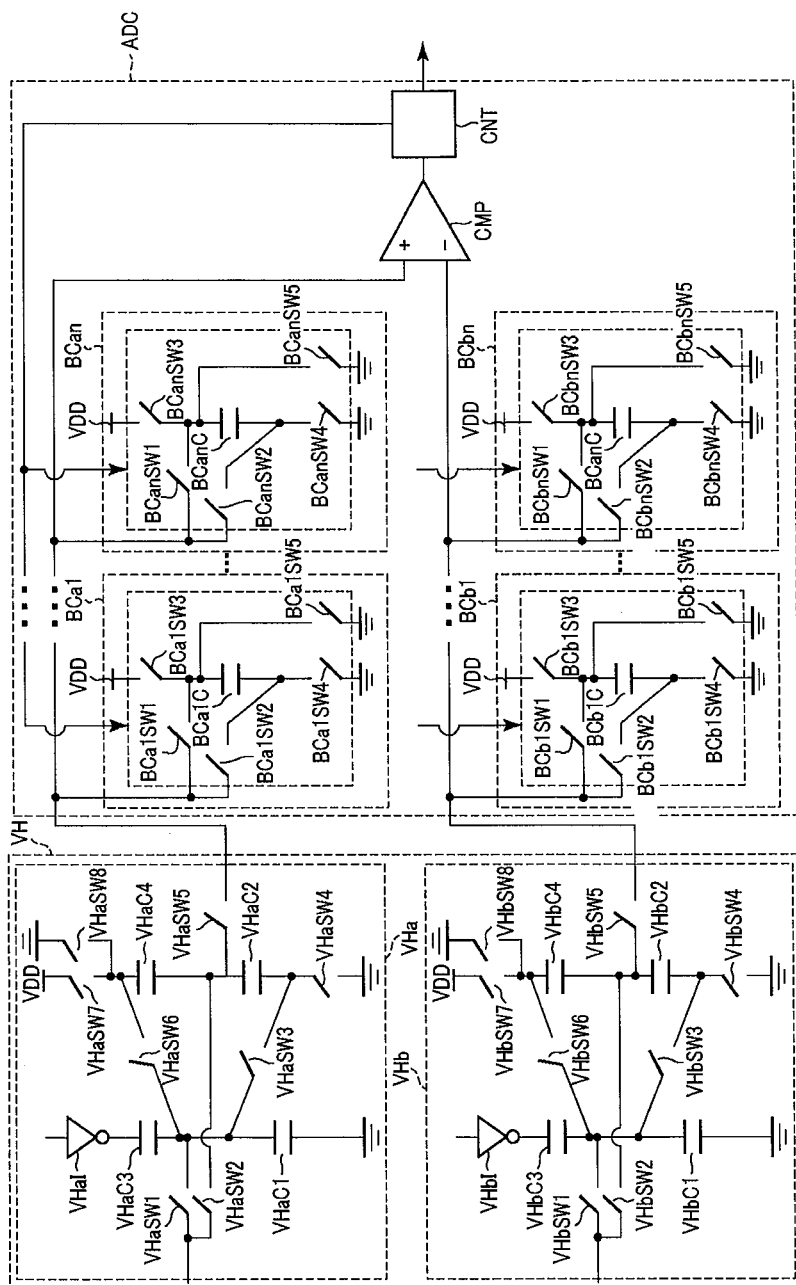 VH
VHa
VHaI
VHaC3
VHaSW1
VHaSW2
VHaC1
VHaSW6
VHaSW3
VDD
VHaSW7
VHaSW8
VHaC4
VHaSW5
VHaC2
VHaSW4
VHb
VHbI
VHbC3
VHbSW1
VHbSW2
VHbC1
VHbSW6
VHbSW3
VDD
VHbSW7
VHbSW8
VHbC4
VHbSW5
VHbC2
VHbSW4
ADC
BCa1
VDD
BCa1SW3
BCa1SW1
BCa1C
BCa1SW2
BCa1SW4
BCa1SW5
BCan
VDD
BCanSW3
BCanSW1
BCanC
BCanSW2
BCanSW4
BCanSW5
BCb1
VDD
BCb1SW3
BCb1SW1
BCb1C
BCb1SW2
BCb1SW4
BCb1SW5
BCbn
VDD
BCbnSW3
BCbnSW1
BCanC
BCbnSW2
BCbnSW4
BCbnSW5
+
−
CMP
CNT